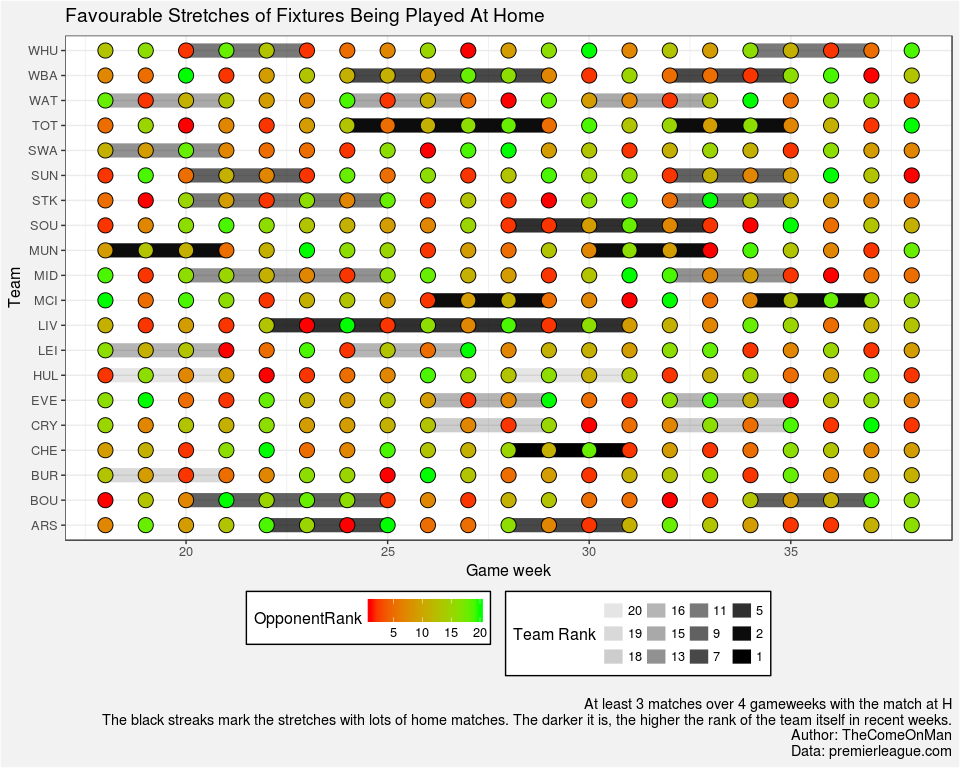 Favourable Stretches of Fixtures Being Played At Home
Team
WHU
WBA
WAT
TOT
SWA
SUN
STK
SOU
MUN
MID
MCI
LIV
LEI
HUL
EVE
CRY
CHE
BUR
BOU
ARS
20 25 30 35
Game week
OpponentRank
5 10 15 20
Team Rank
20 16 11 5
19 15 9 2
18 13 7 1
At least 3 matches over 4 gameweeks with the match at H
The black streaks mark the stretches with lots of home matches. The darker it is, the higher the rank of the team itself in recent weeks.
Author: TheComeOnMan
Data: premierleague.com